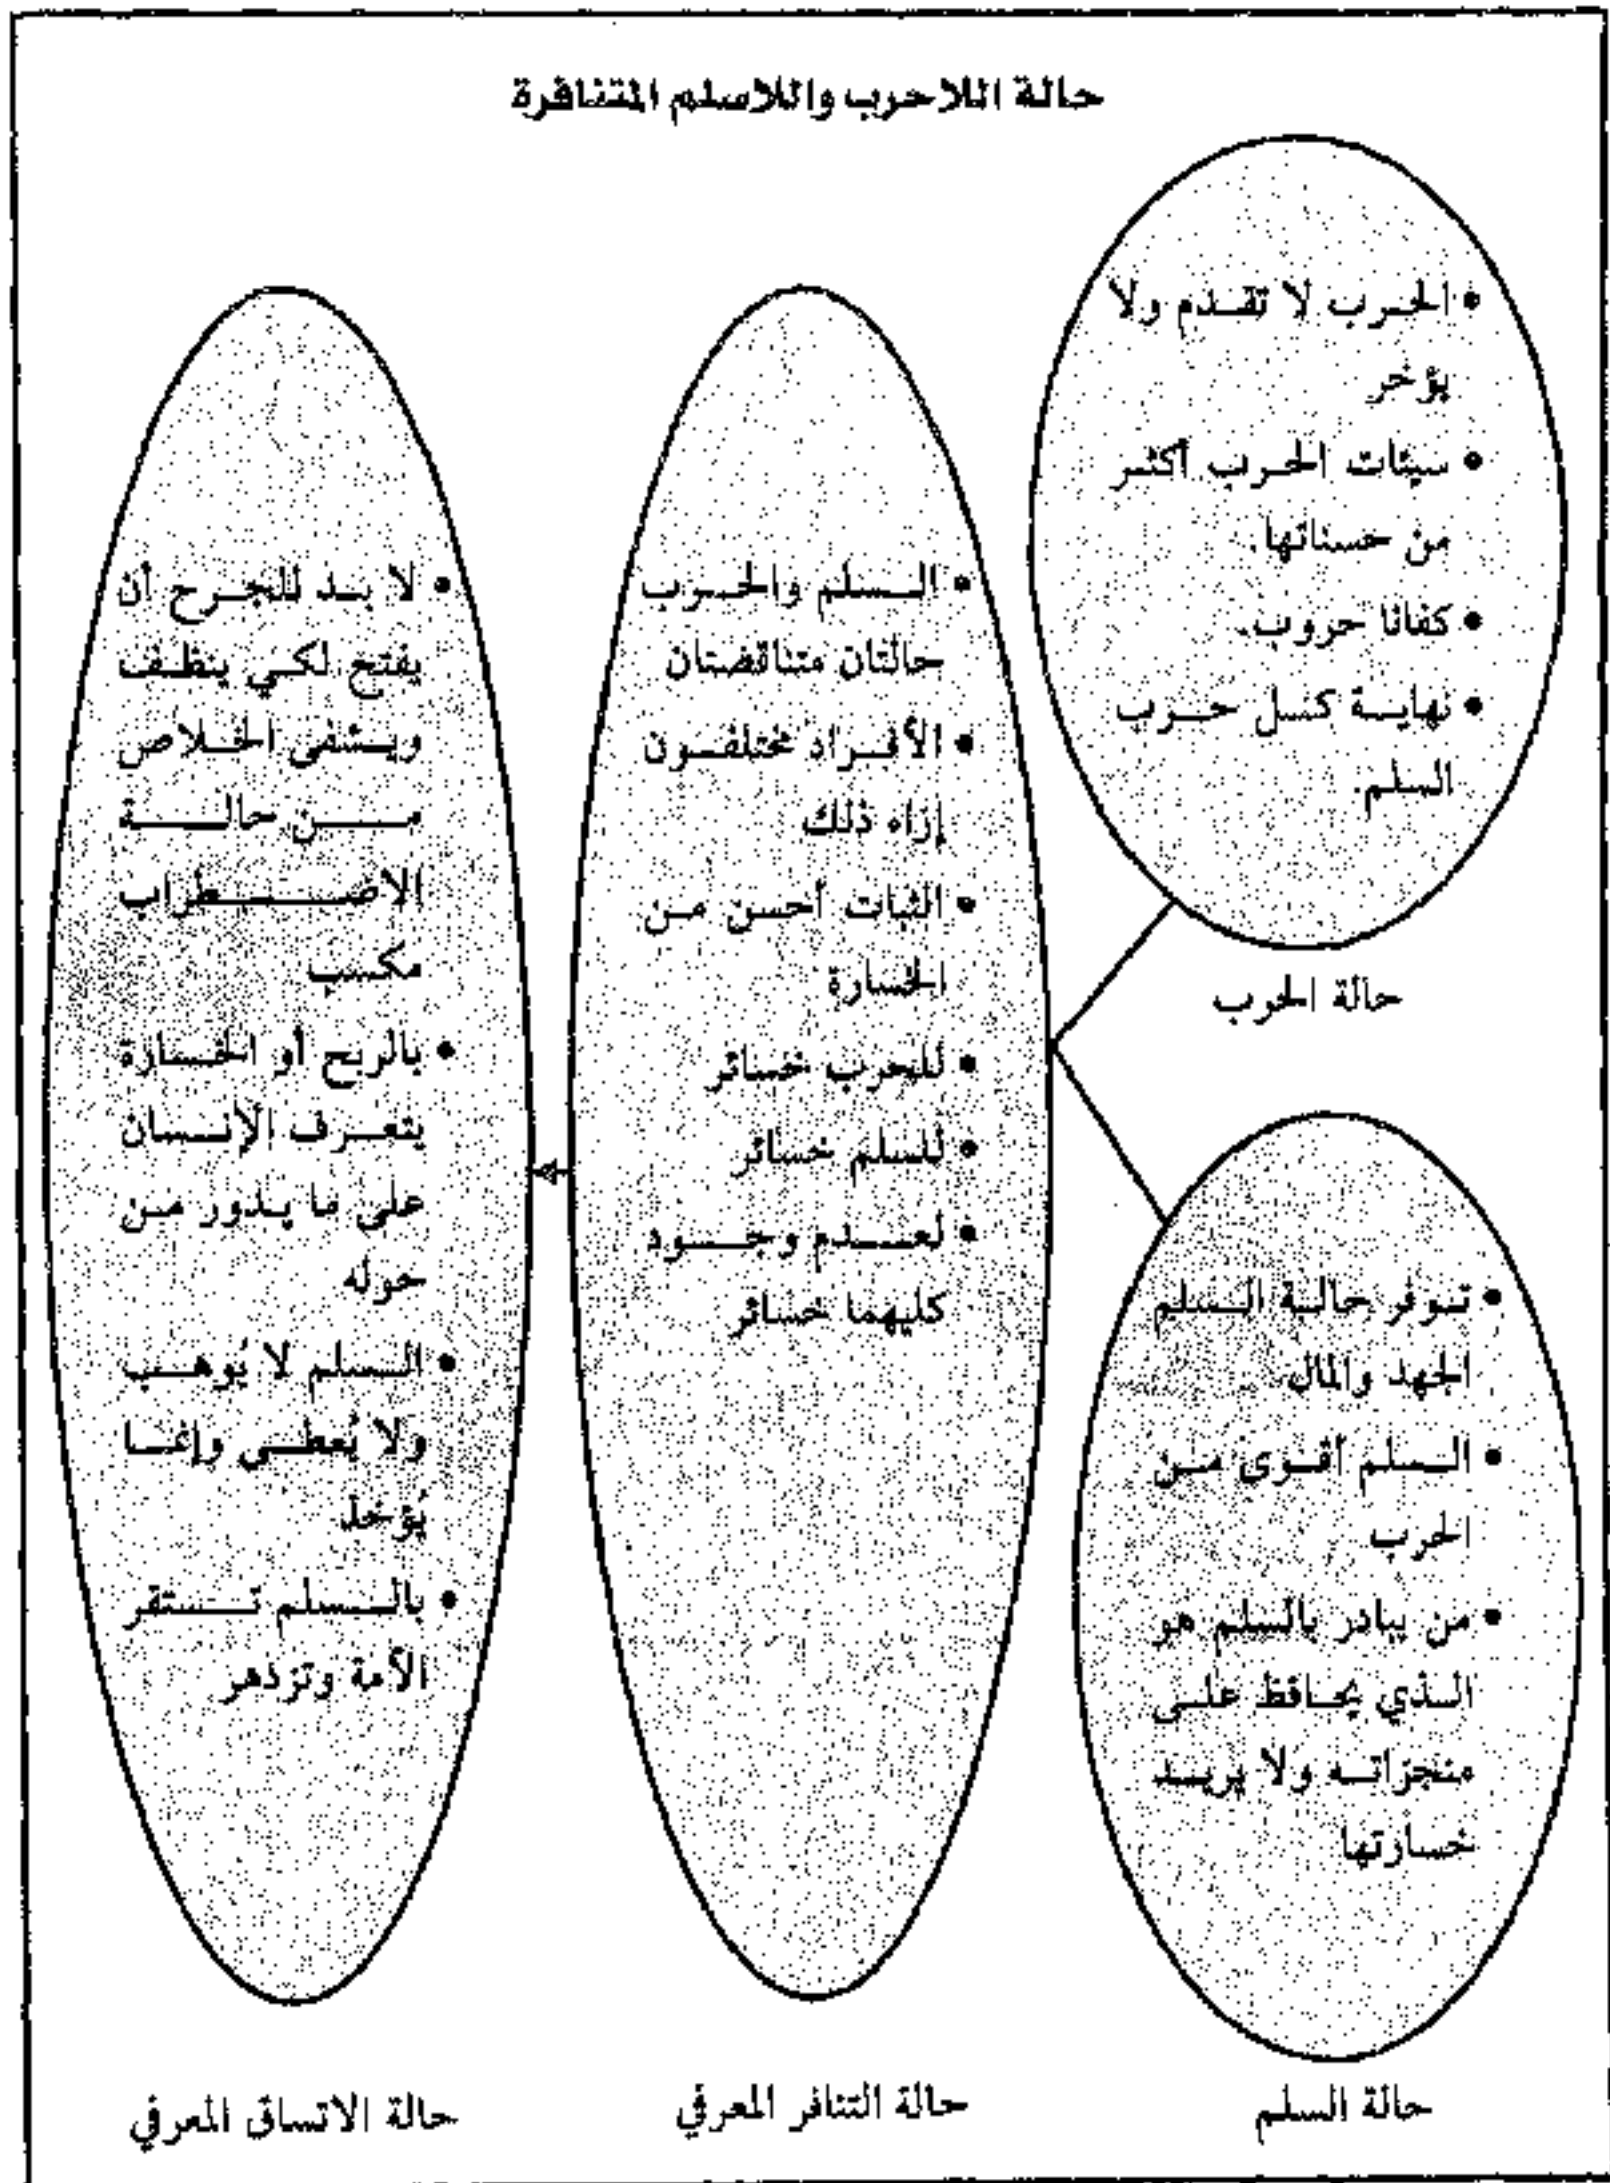 حالة اللاحرب واللاسلم المتنافرة
• الحرب لا تقدم ولا
يؤخر
• سيئات الحرب أكثر
من حسناتها.
• كفانا حروب.
• نهاية كل حرب
السلم.
حالة الحرب
• توفر حالة السلم
الجهد والمال
• السلم أقوى من
الحرب
• من يبادر بالسلم هو
الذي يحافظ على
منجزاته ولا يريد
خسارتها
حالة السلم
• السلم والحرب
حالتان متناقضتان
• الأفراد مختلفون
إزاء ذلك
• الثبات أحسن من
الخسارة
• للحرب خسائر
• للسلم خسائر
• لعدم وجود
كليهما خسائر
حالة التنافر المعرفي
• لا بد للجرح أن
يفتح لكي ينظف
ويشفى الخلاص
من حالة
الاضطراب
مكسب
• بالربح أو الخسارة
يتعرف الإنسان
على ما يدور من
حوله
• السلم لا يُوهب
ولا يُعطى وإنما
يُؤخذ
• بالسلم تستقر
الأمة وتزدهر
حالة الاتساق المعرفي